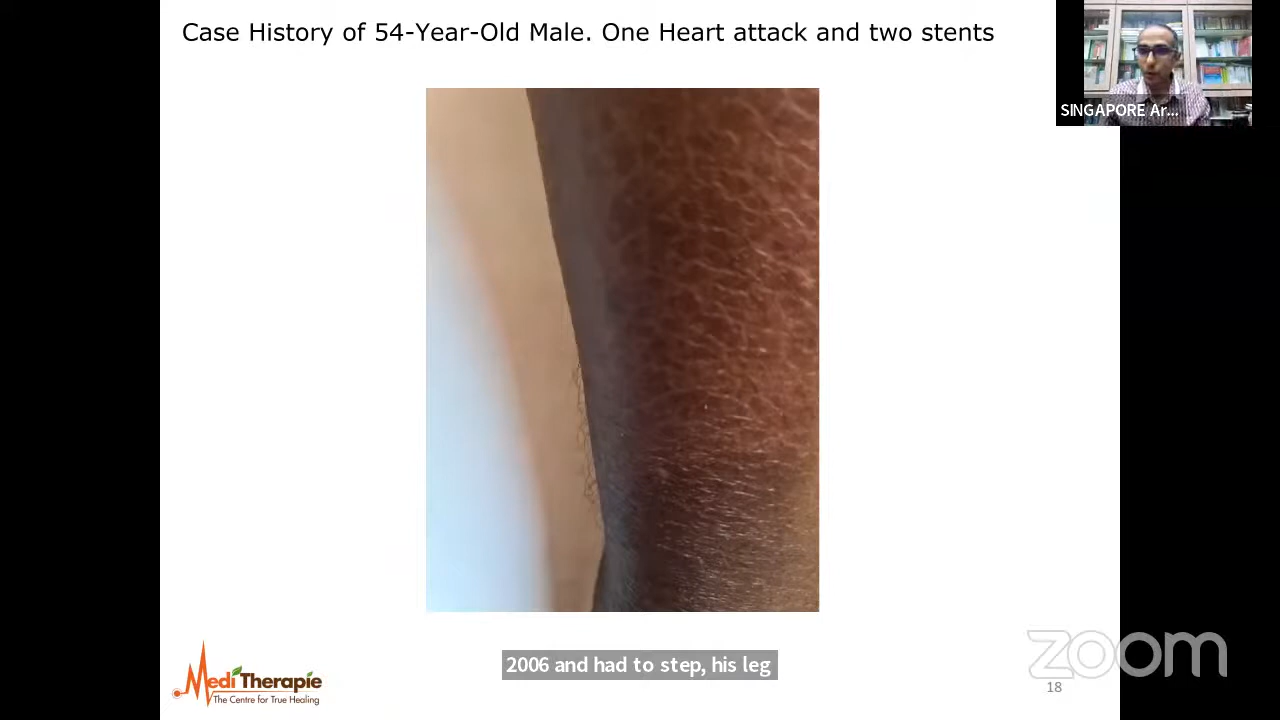 Case History of 54-Year-Old Male. One Heart attack and two stents
SINGAPORE Ar...
2006 and had to step, his leg
Medi Therapie
The Centre for True Healing
zoom
18